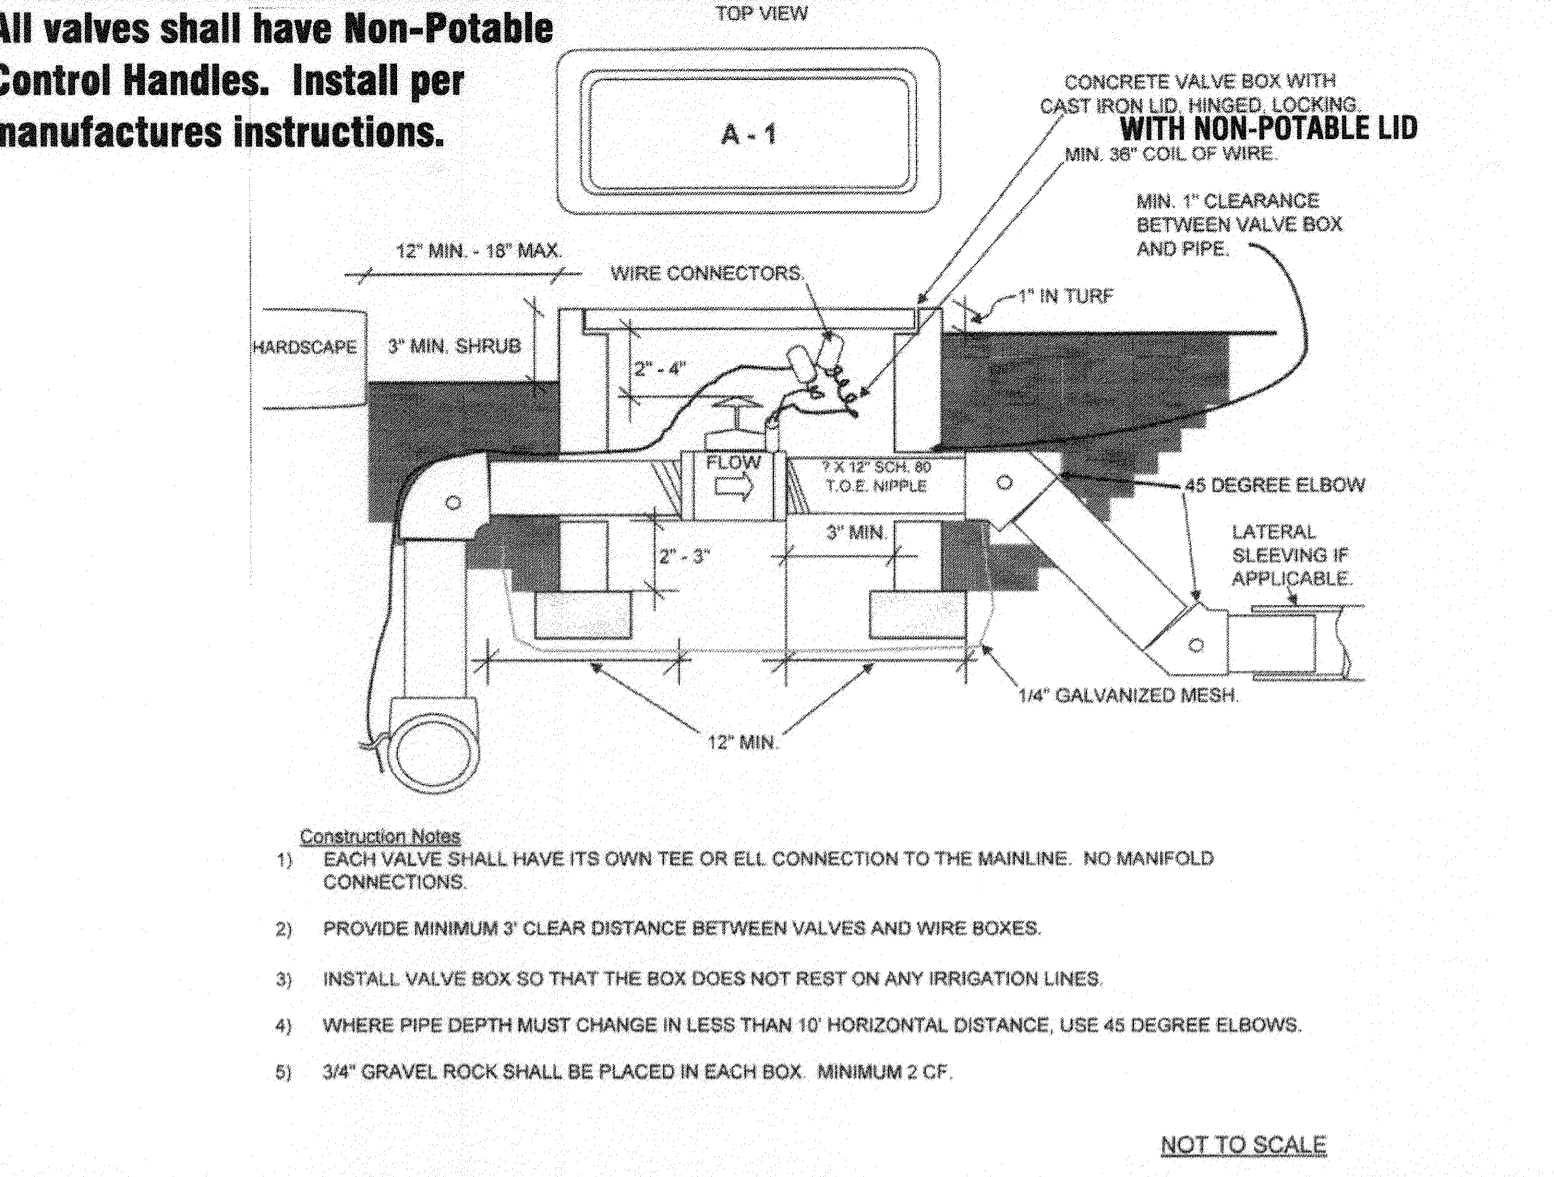 All valves shall have Non-Potable
Control Handles. Install per
manufactures instructions.
TOP VIEW
A - 1
CONCRETE VALVE BOX WITH
CAST IRON LID, HINGED, LOCKING.
WITH NON-POTABLE LID
MIN. 36" COIL OF WIRE.
MIN. 1" CLEARANCE
BETWEEN VALVE BOX
AND PIPE.
12" MIN. - 18" MAX.
WIRE CONNECTORS.
1" IN TURF
HARDSCAPE
3" MIN. SHRUB
2" - 4"
FLOW
? X 12" SCH. 80
T.O.E. NIPPLE
45 DEGREE ELBOW
3" MIN.
2" - 3"
LATERAL
SLEEVING IF
APPLICABLE.
1/4" GALVANIZED MESH.
12" MIN.
Construction Notes
1) EACH VALVE SHALL HAVE ITS OWN TEE OR ELL CONNECTION TO THE MAINLINE. NO MANIFOLD
CONNECTIONS.
2) PROVIDE MINIMUM 3' CLEAR DISTANCE BETWEEN VALVES AND WIRE BOXES.
3) INSTALL VALVE BOX SO THAT THE BOX DOES NOT REST ON ANY IRRIGATION LINES.
4) WHERE PIPE DEPTH MUST CHANGE IN LESS THAN 10' HORIZONTAL DISTANCE, USE 45 DEGREE ELBOWS.
5) 3/4" GRAVEL ROCK SHALL BE PLACED IN EACH BOX. MINIMUM 2 CF.
NOT TO SCALE